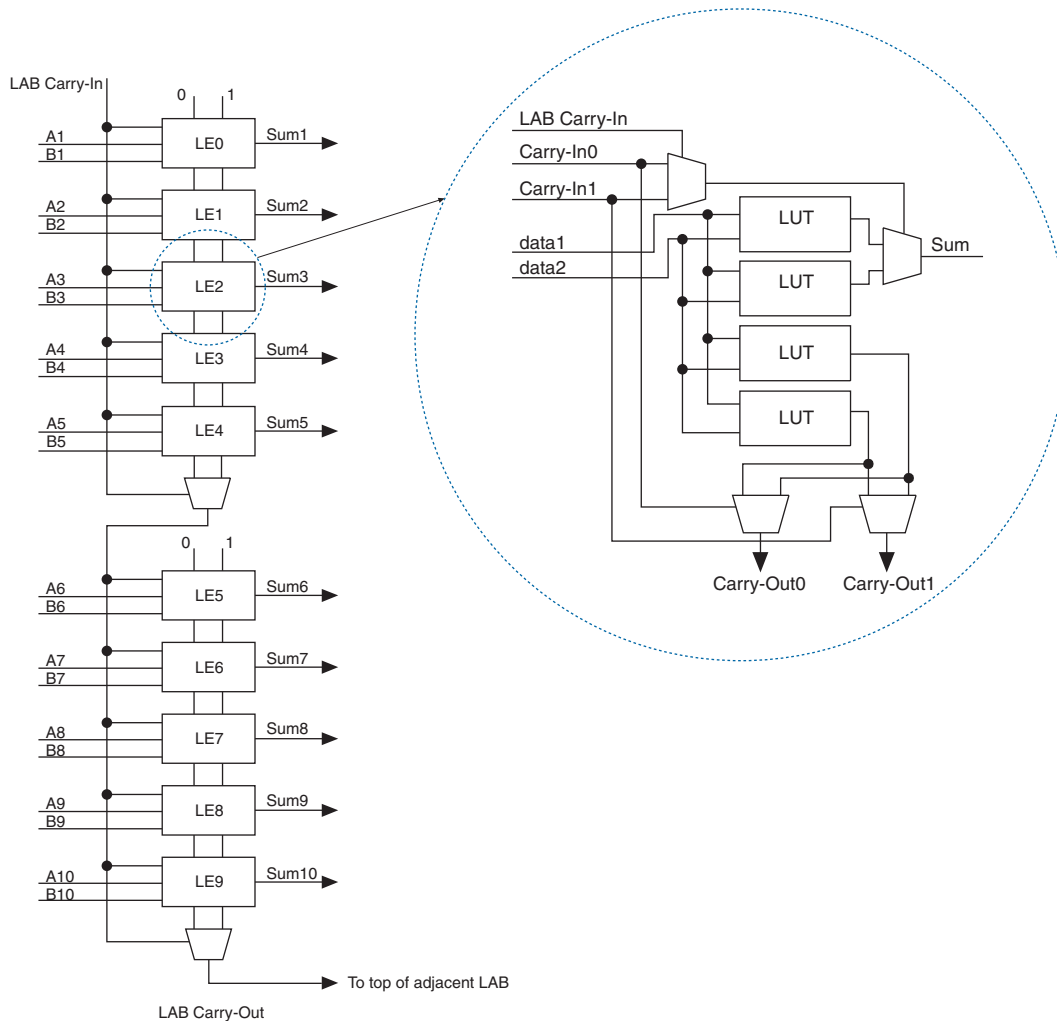 LAB Carry-In
0 1
A1
B1
LE0
Sum1
A2
B2
LE1
Sum2
A3
B3
LE2
Sum3
A4
B4
LE3
Sum4
A5
B5
LE4
Sum5
0 1
A6
B6
LE5
Sum6
A7
B7
LE6
Sum7
A8
B8
LE7
Sum8
A9
B9
LE8
Sum9
A10
B10
LE9
Sum10
To top of adjacent LAB
LAB Carry-Out
LAB Carry-In
Carry-In0
Carry-In1
data1
data2
LUT
LUT
LUT
LUT
Sum
Carry-Out0
Carry-Out1